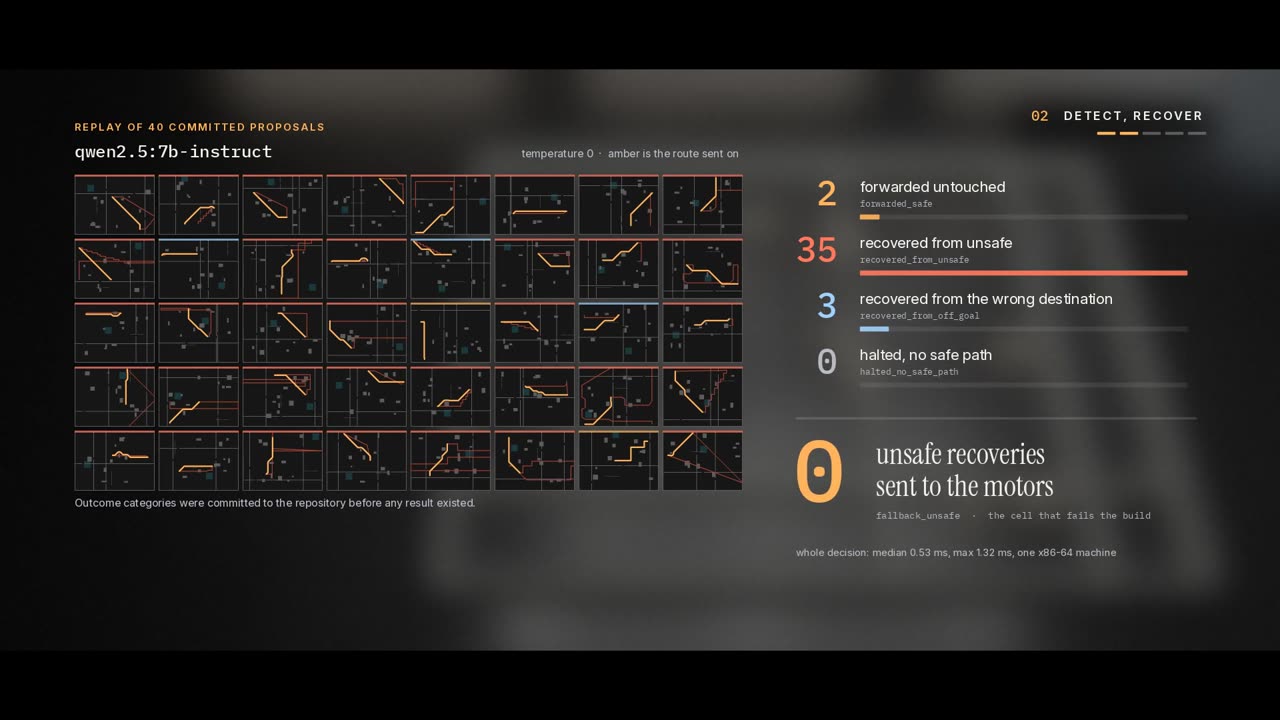 REPLAY OF 40 COMMITTED PROPOSALS
qwen2.5:7b-instruct
temperature 0 · amber is the route sent on
Outcome categories were committed to the repository before any result existed.
02 DETECT, RECOVER
2 forwarded untouched
forwarded_safe
35 recovered from unsafe
recovered_from_unsafe
3 recovered from the wrong destination
recovered_from_off_goal
0 halted, no safe path
halted_no_safe_path
0 unsafe recoveries
sent to the motors
fallback_unsafe · the cell that fails the build
whole decision: median 0.53 ms, max 1.32 ms, one x86-64 machine